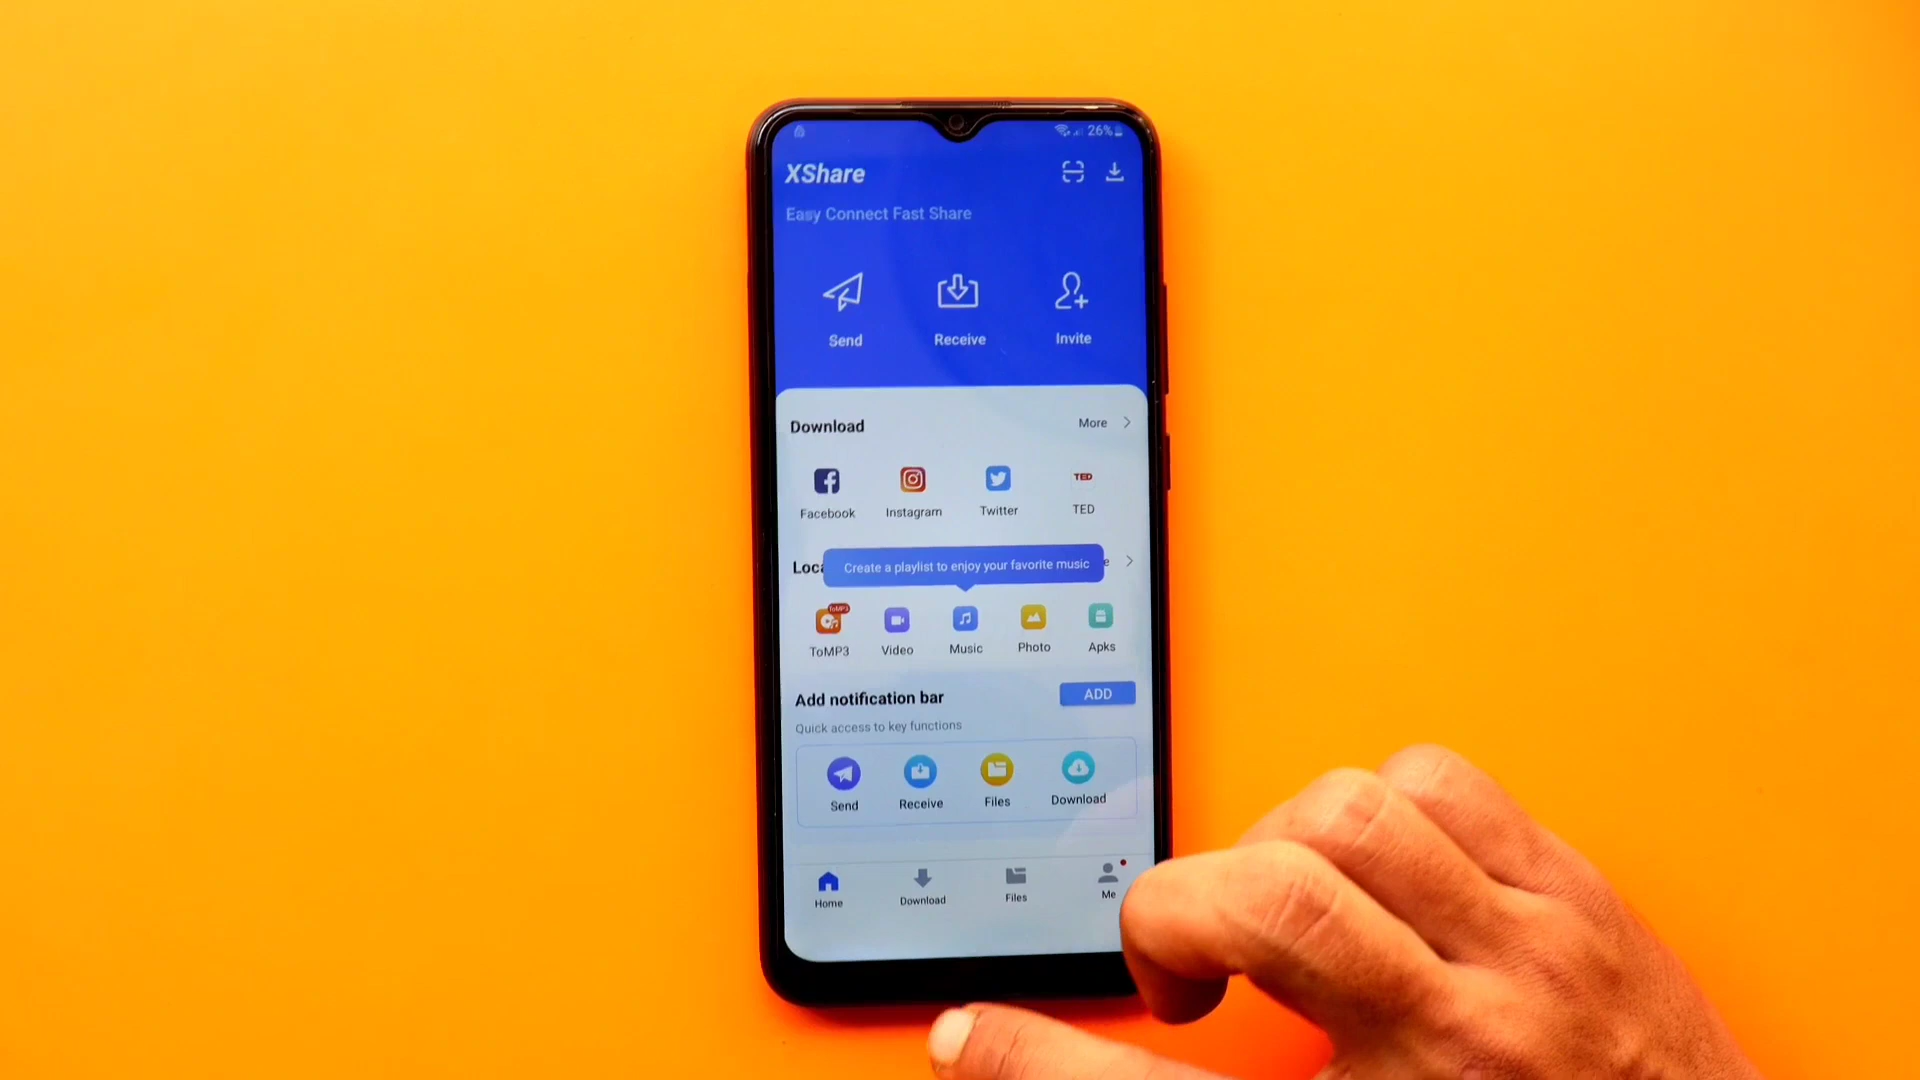 26%
XShare
Easy Connect Fast Share
Send Receive Invite
Download More
Facebook Instagram Twitter TED TED
Create a playlist to enjoy your favorite music
ToMP3
ToMP3 Video Music Photo Apks
Add notification bar ADD
Quick access to key functions
Send Receive Files Download
Home Download Files Me